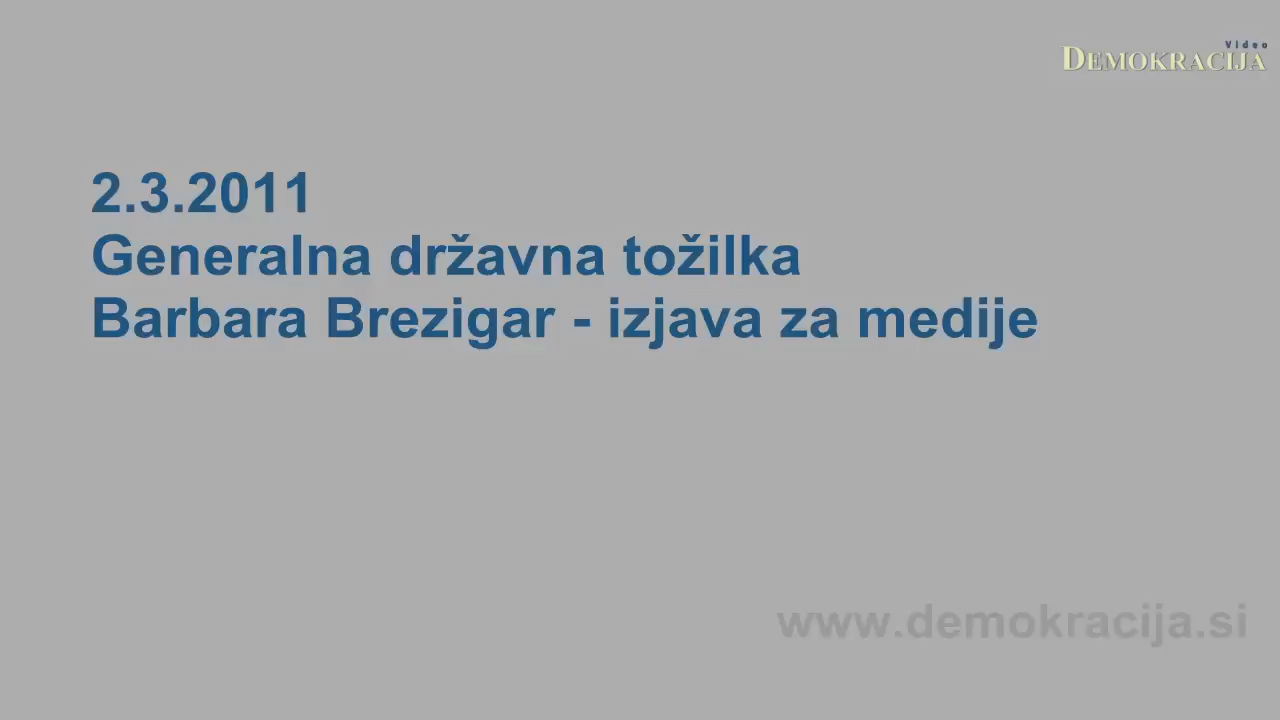 Video
DEMOKRACIJA
2.3.2011
Generalna državna tožilka
Barbara Brezigar - izjava za medije
www.demokracija.si